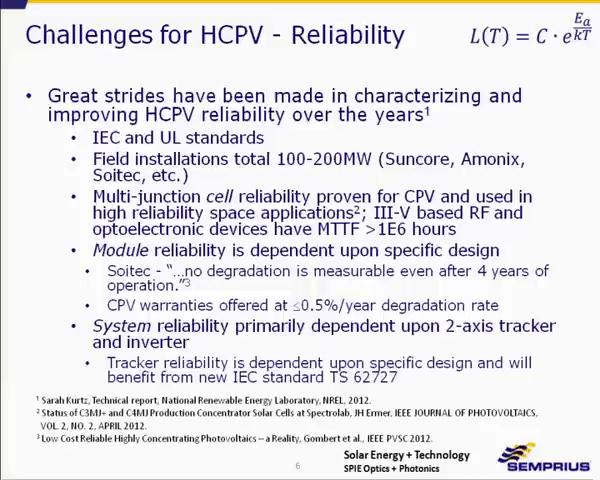 Challenges for HCPV - Reliability
L(T) = C · e^(Ea/kT)
• Great strides have been made in characterizing and
improving HCPV reliability over the years¹
• IEC and UL standards
• Field installations total 100-200MW (Suncore, Amonix,
Soitec, etc.)
• Multi-junction cell reliability proven for CPV and used in
high reliability space applications²; III-V based RF and
optoelectronic devices have MTTF >1E6 hours
• Module reliability is dependent upon specific design
• Soitec - “…no degradation is measurable even after 4 years of
operation.”³
• CPV warranties offered at ≤0.5%/year degradation rate
• System reliability primarily dependent upon 2-axis tracker
and inverter
• Tracker reliability is dependent upon specific design and will
benefit from new IEC standard TS 62727
¹ Sarah Kurtz, Technical report, National Renewable Energy Laboratory, NREL, 2012.
² Status of C3MJ+ and C4MJ Production Concentrator Solar Cells at Spectrolab, JH Ermer, IEEE JOURNAL OF PHOTOVOLTAICS,
VOL. 2, NO. 2, APRIL 2012.
³ Low Cost Reliable Highly Concentrating Photovoltaics – a Reality, Gombert et al., IEEE PVSC 2012.
6
Solar Energy + Technology
SPIE Optics + Photonics
SEMPRIUS